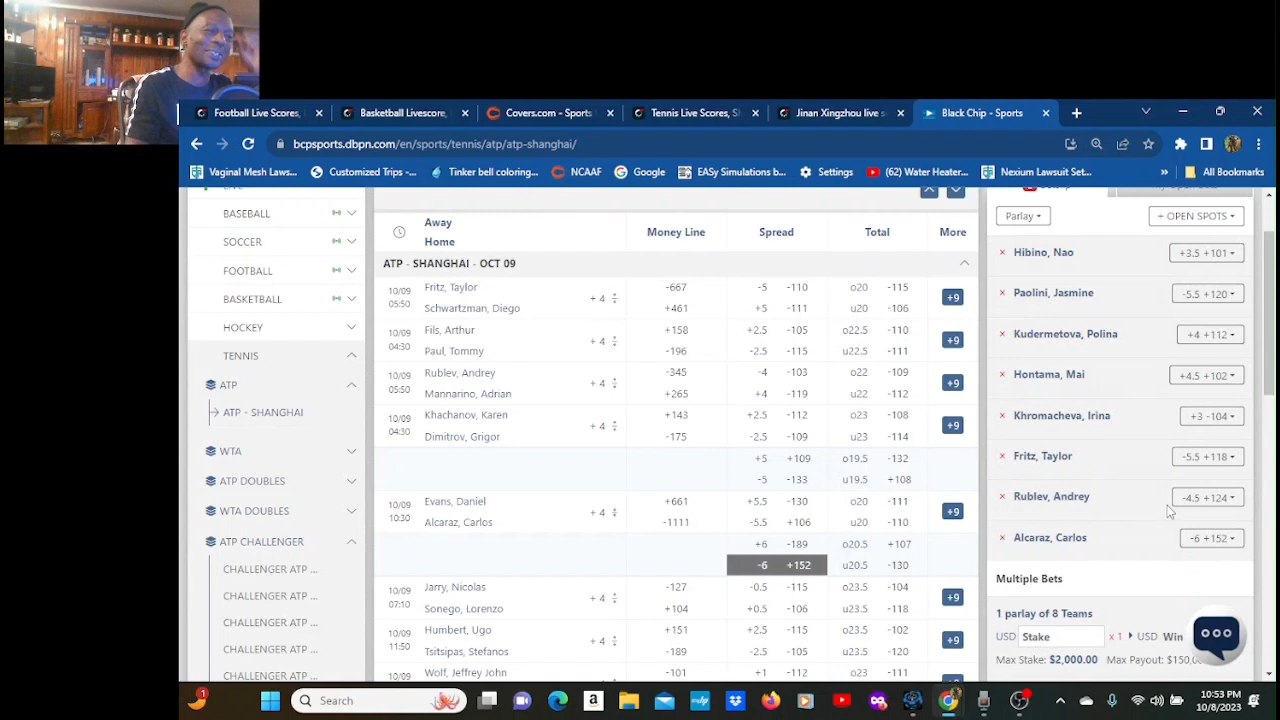 Football Live Scores,
Basketball Livescore,
Covers.com - Sports
Tennis Live Scores, S
Jinan Xingzhou live s
Black Chip - Sports
bcpsports.dbpn.com/en/sports/tennis/atp/atp-shanghai/
Vaginal Mesh Laws...
Customized Trips -...
Tinker bell coloring...
NCAAF
Google
EASy Simulations b...
Settings
(62) Water Heater...
Nexium Lawsuit Set...
»
All Bookmarks
BASEBALL
SOCCER
FOOTBALL
BASKETBALL
HOCKEY
TENNIS
ATP
ATP - SHANGHAI
WTA
ATP DOUBLES
WTA DOUBLES
ATP CHALLENGER
CHALLENGER ATP ...
CHALLENGER ATP ...
CHALLENGER ATP ...
CHALLENGER ATP ...
CHALLENGER ATP ...
Away
Home
Money Line
Spread
Total
More
ATP - SHANGHAI - OCT 09
10/09 05:50
Fritz, Taylor -667 -5 -110 o20 -115
+ 4 +9
Schwartzman, Diego +461 +5 -111 u20 -106
10/09 04:30
Fils, Arthur +158 +2.5 -105 o22.5 -110
+ 4 +9
Paul, Tommy -196 -2.5 -115 u22.5 -111
10/09 05:50
Rublev, Andrey -345 -4 -103 o22 -109
+ 4 +9
Mannarino, Adrian +265 +4 -119 u22 -112
10/09 04:30
Khachanov, Karen +143 +2.5 -112 o23 -108
+ 4 +9
Dimitrov, Grigor -175 -2.5 -109 u23 -114
+5 +109 o19.5 -132
-5 -133 u19.5 +108
10/09 10:30
Evans, Daniel +661 +5.5 -130 o20 -111
+ 4 +9
Alcaraz, Carlos -1111 -5.5 +106 u20 -110
+6 -189 o20.5 +107
-6 +152 u20.5 -130
10/09 07:10
Jarry, Nicolas -127 -0.5 -115 o23.5 -104
+ 4 +9
Sonego, Lorenzo +104 +0.5 -106 u23.5 -118
10/09 11:50
Humbert, Ugo +151 +2.5 -115 o23.5 -102
+ 4 +9
Tsitsipas, Stefanos -189 -2.5 -105 u23.5 -120
Wolf, Jeffrey John -101 +1 -112 o23 -111
Parlay
+ OPEN SPOTS
Hibino, Nao +3.5 +101
Paolini, Jasmine -5.5 +120
Kudermetova, Polina +4 +112
Hontama, Mai +4.5 +102
Khromacheva, Irina +3 -104
Fritz, Taylor -5.5 +118
Rublev, Andrey -4.5 +124
Alcaraz, Carlos -6 +152
Multiple Bets
1 parlay of 8 Teams
USD Stake x 1 USD Win
Max Stake: $2,000.00 Max Payout: $150,
1
Search
10:53 PM
10/8/2023